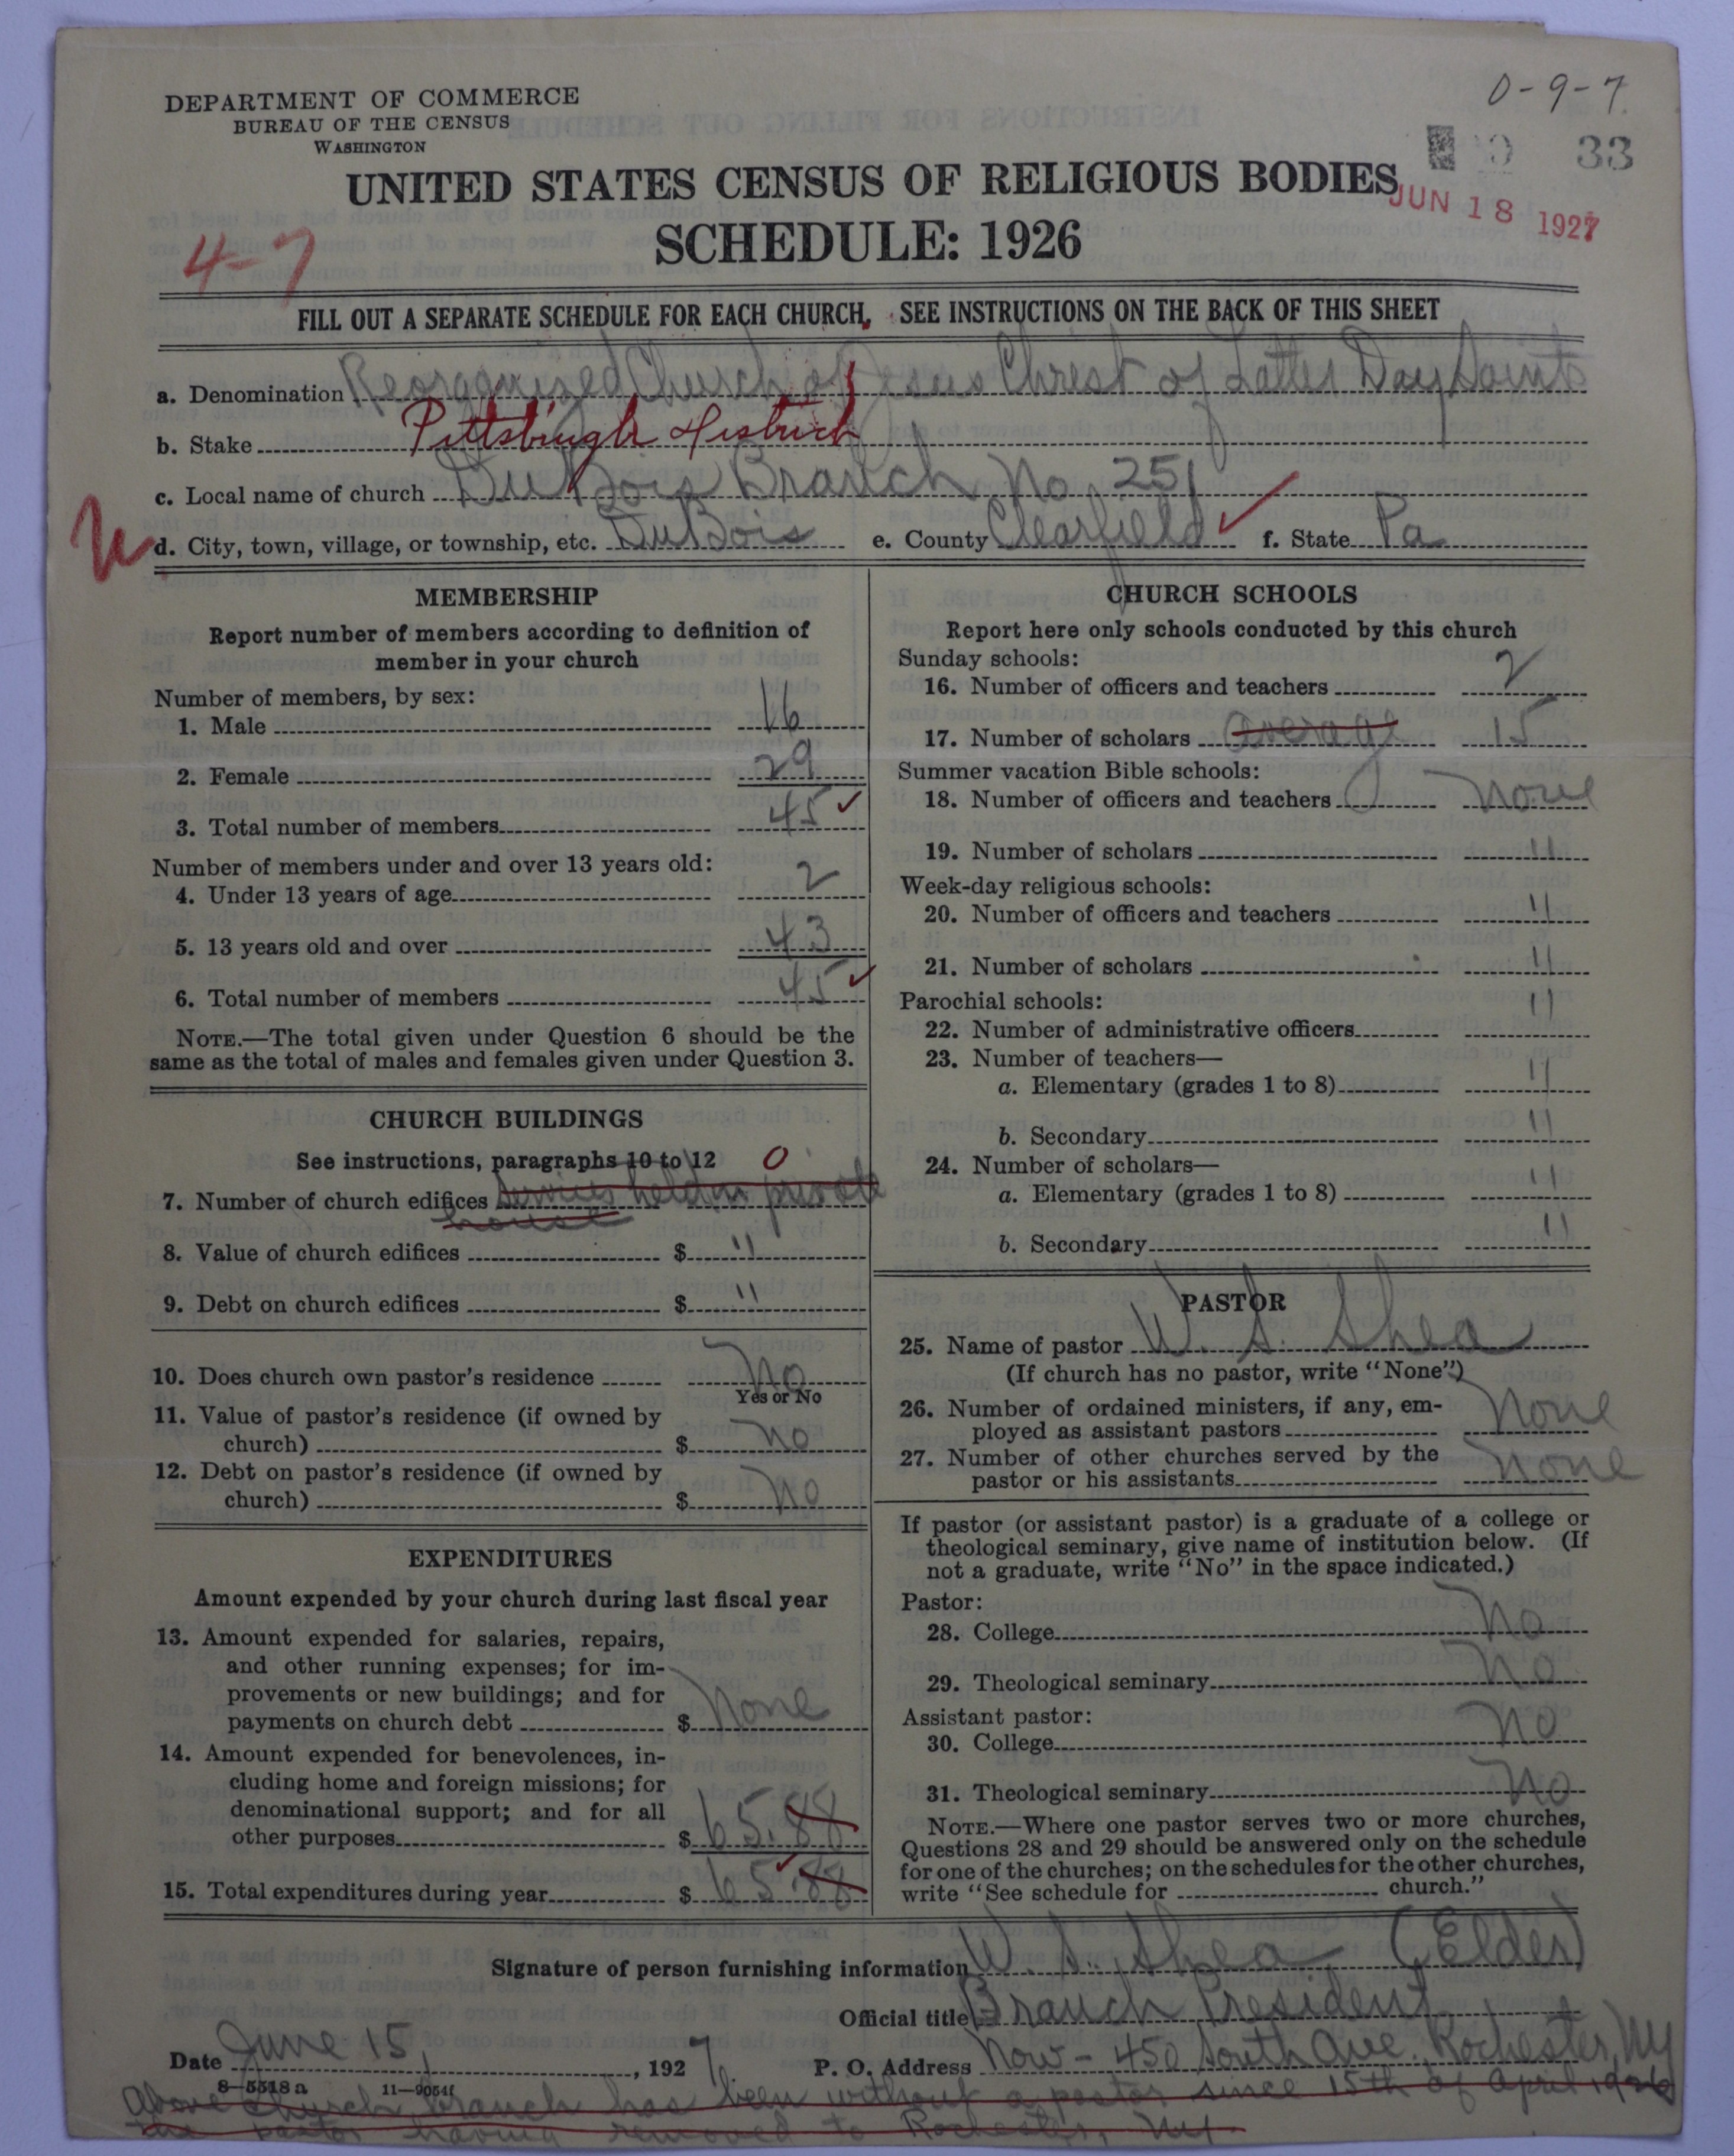 0-9-7
DEPARTMENT OF COMMERCE
BUREAU OF THE CENSUS
WASHINGTON
33
UNITED STATES CENSUS OF RELIGIOUS BODIES
JUN 18 1927
SCHEDULE: 1926
4-7
FILL OUT A SEPARATE SCHEDULE FOR EACH CHURCH. SEE INSTRUCTIONS ON THE BACK OF THIS SHEET
a. Denomination Reorganized Church of Jesus Christ of Latter Day Saints
b. Stake Pittsburgh District
c. Local name of church DuBois Branch No. 251
d. City, town, village, or township, etc. DuBois e. County Clearfield f. State Pa
MEMBERSHIP
Report number of members according to definition of
member in your church
Number of members, by sex:
1. Male 16
2. Female 29
3. Total number of members 45
Number of members under and over 13 years old:
4. Under 13 years of age 2
5. 13 years old and over 43
6. Total number of members 45
NOTE.—The total given under Question 6 should be the
same as the total of males and females given under Question 3.
CHURCH BUILDINGS
See instructions, paragraphs 10 to 12 0
7. Number of church edifices Services held in private
house
8. Value of church edifices $ "
9. Debt on church edifices $ "
10. Does church own pastor's residence No
Yes or No
11. Value of pastor's residence (if owned by
church) $ No
12. Debt on pastor's residence (if owned by
church) $ No
EXPENDITURES
Amount expended by your church during last fiscal year
13. Amount expended for salaries, repairs,
and other running expenses; for im-
provements or new buildings; and for
payments on church debt $ None
14. Amount expended for benevolences, in-
cluding home and foreign missions; for
denominational support; and for all
other purposes $ 65.88
15. Total expenditures during year $ 65.88
CHURCH SCHOOLS
Report here only schools conducted by this church
Sunday schools:
16. Number of officers and teachers 2
17. Number of scholars average 15
Summer vacation Bible schools:
18. Number of officers and teachers None
19. Number of scholars "
Week-day religious schools:
20. Number of officers and teachers "
21. Number of scholars "
Parochial schools:
22. Number of administrative officers "
23. Number of teachers—
a. Elementary (grades 1 to 8) "
b. Secondary "
24. Number of scholars—
a. Elementary (grades 1 to 8) "
b. Secondary "
PASTOR
25. Name of pastor W. S. Shea
(If church has no pastor, write "None")
26. Number of ordained ministers, if any, em-
ployed as assistant pastors None
27. Number of other churches served by the
pastor or his assistants None
If pastor (or assistant pastor) is a graduate of a college or
theological seminary, give name of institution below. (If
not a graduate, write "No" in the space indicated.)
Pastor:
28. College No
29. Theological seminary No
Assistant pastor:
30. College No
31. Theological seminary No
NOTE.—Where one pastor serves two or more churches,
Questions 28 and 29 should be answered only on the schedule
for one of the churches; on the schedules for the other churches,
write "See schedule for church."
Signature of person furnishing information W. S. Shea (Elder)
Official title Branch President
Date June 15, 1927. P. O. Address Now - 450 South Ave. Rochester, NY
8-5518a 11-9054f
Above church branch has been without a pastor since 15th of April 1926
the pastor having removed to Rochester, NY.